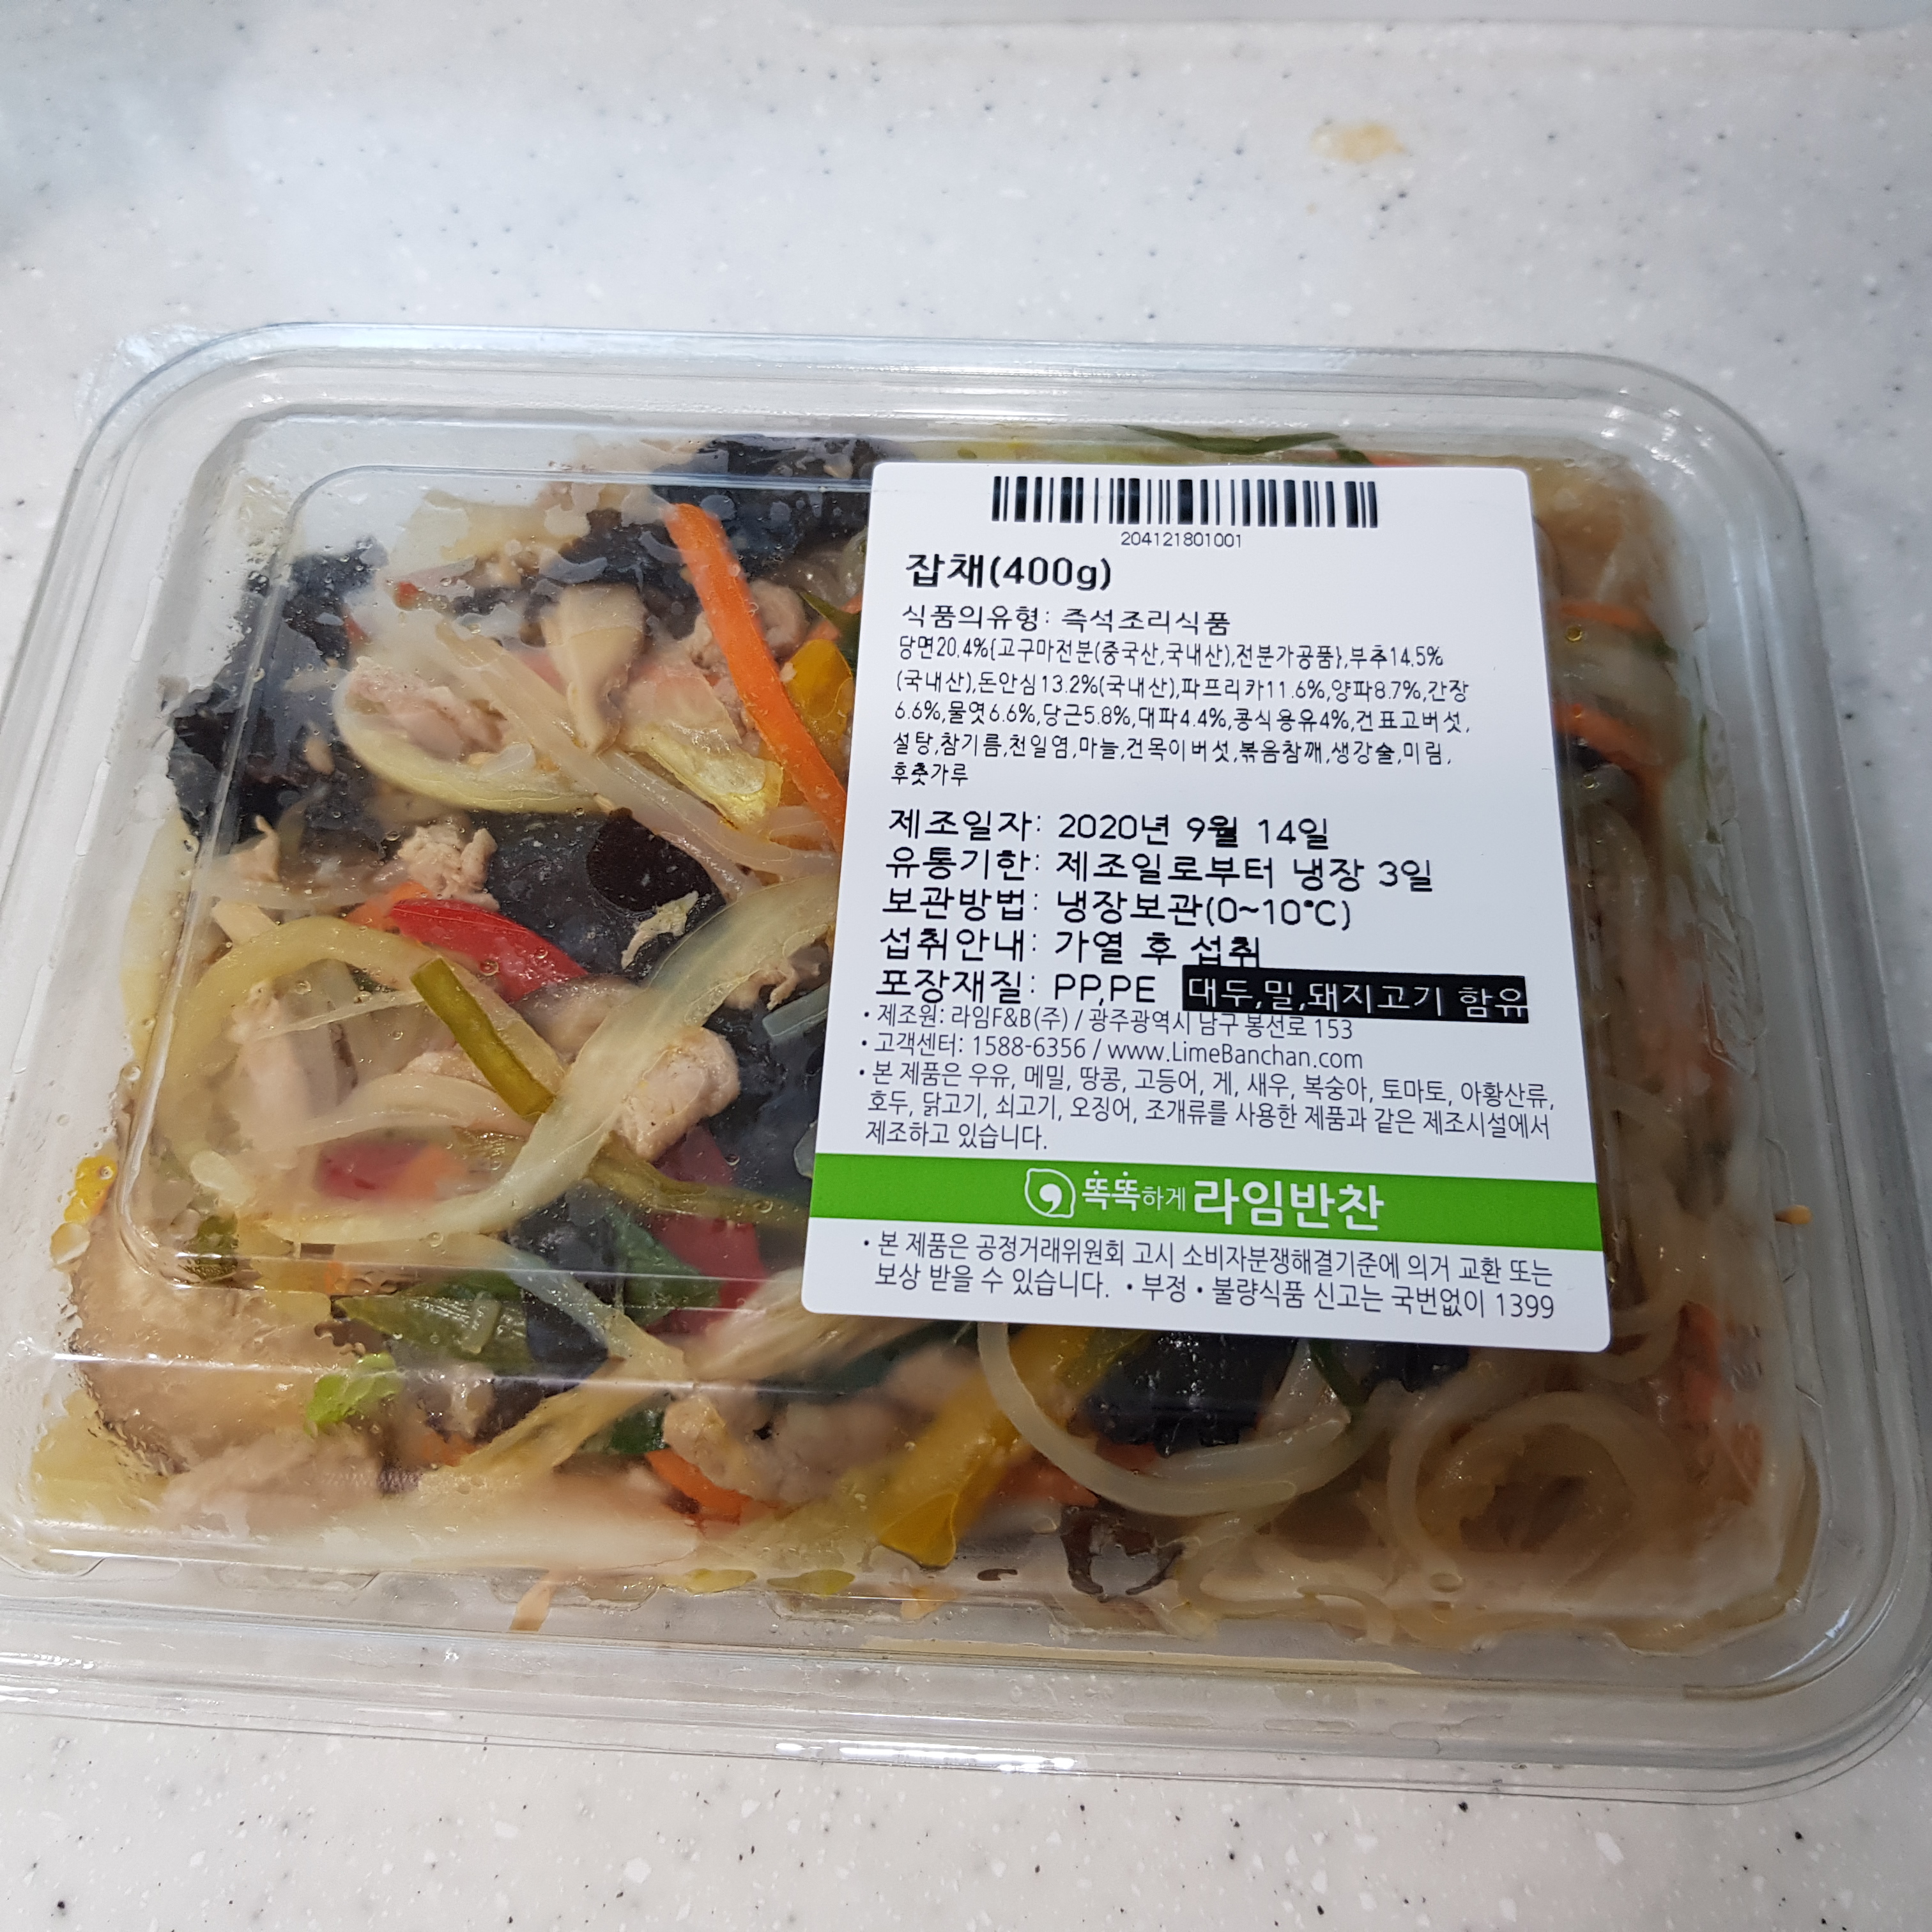 204121801001
잡채(400g)
식품의유형: 즉석조리식품
당면20.4%{고구마전분(중국산,국내산),전분가공품},부추14.5%
(국내산),돈안심13.2%(국내산),파프리카11.6%,양파8.7%,간장
6.6%,물엿6.6%,당근5.8%,대파4.4%,콩식용유4%,건표고버섯,
설탕,참기름,천일염,마늘,건목이버섯,볶음참깨,생강술,미림,
후춧가루
제조일자: 2020년 9월 14일
유통기한: 제조일로부터 냉장 3일
보관방법: 냉장보관(0~10℃)
섭취안내: 가열 후 섭취
포장재질: PP,PE 대두,밀,돼지고기 함유
• 제조원: 라임F&B(주) / 광주광역시 남구 봉선로 153
• 고객센터: 1588-6356 / www.LimeBanchan.com
• 본 제품은 우유, 메밀, 땅콩, 고등어, 게, 새우, 복숭아, 토마토, 아황산류,
호두, 닭고기, 쇠고기, 오징어, 조개류를 사용한 제품과 같은 제조시설에서
제조하고 있습니다.
똑똑하게 라임반찬
• 본 제품은 공정거래위원회 고시 소비자분쟁해결기준에 의거 교환 또는
보상 받을 수 있습니다. • 부정 • 불량식품 신고는 국번없이 1399